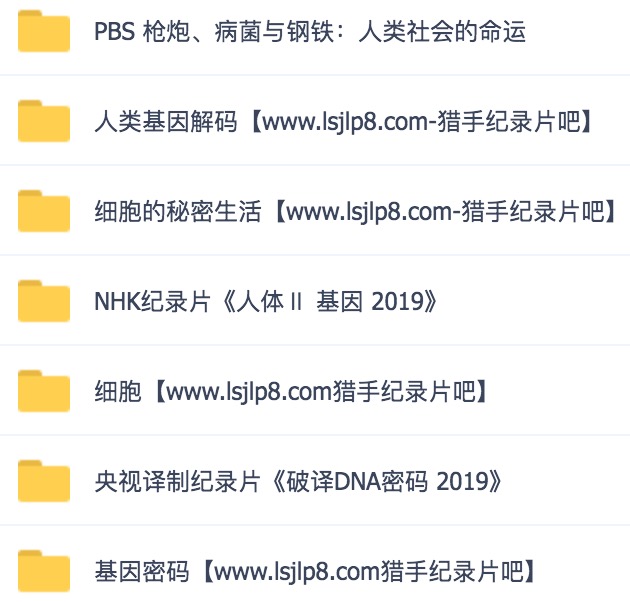 PBS 枪炮、病菌与钢铁：人类社会的命运
人类基因解码【www.lsjlp8.com-猎手纪录片吧】
细胞的秘密生活【www.lsjlp8.com-猎手纪录片吧】
NHK纪录片《人体Ⅱ 基因 2019》
细胞【www.lsjlp8.com猎手纪录片吧】
央视译制纪录片《破译DNA密码 2019》
基因密码【www.lsjlp8.com猎手纪录片吧】